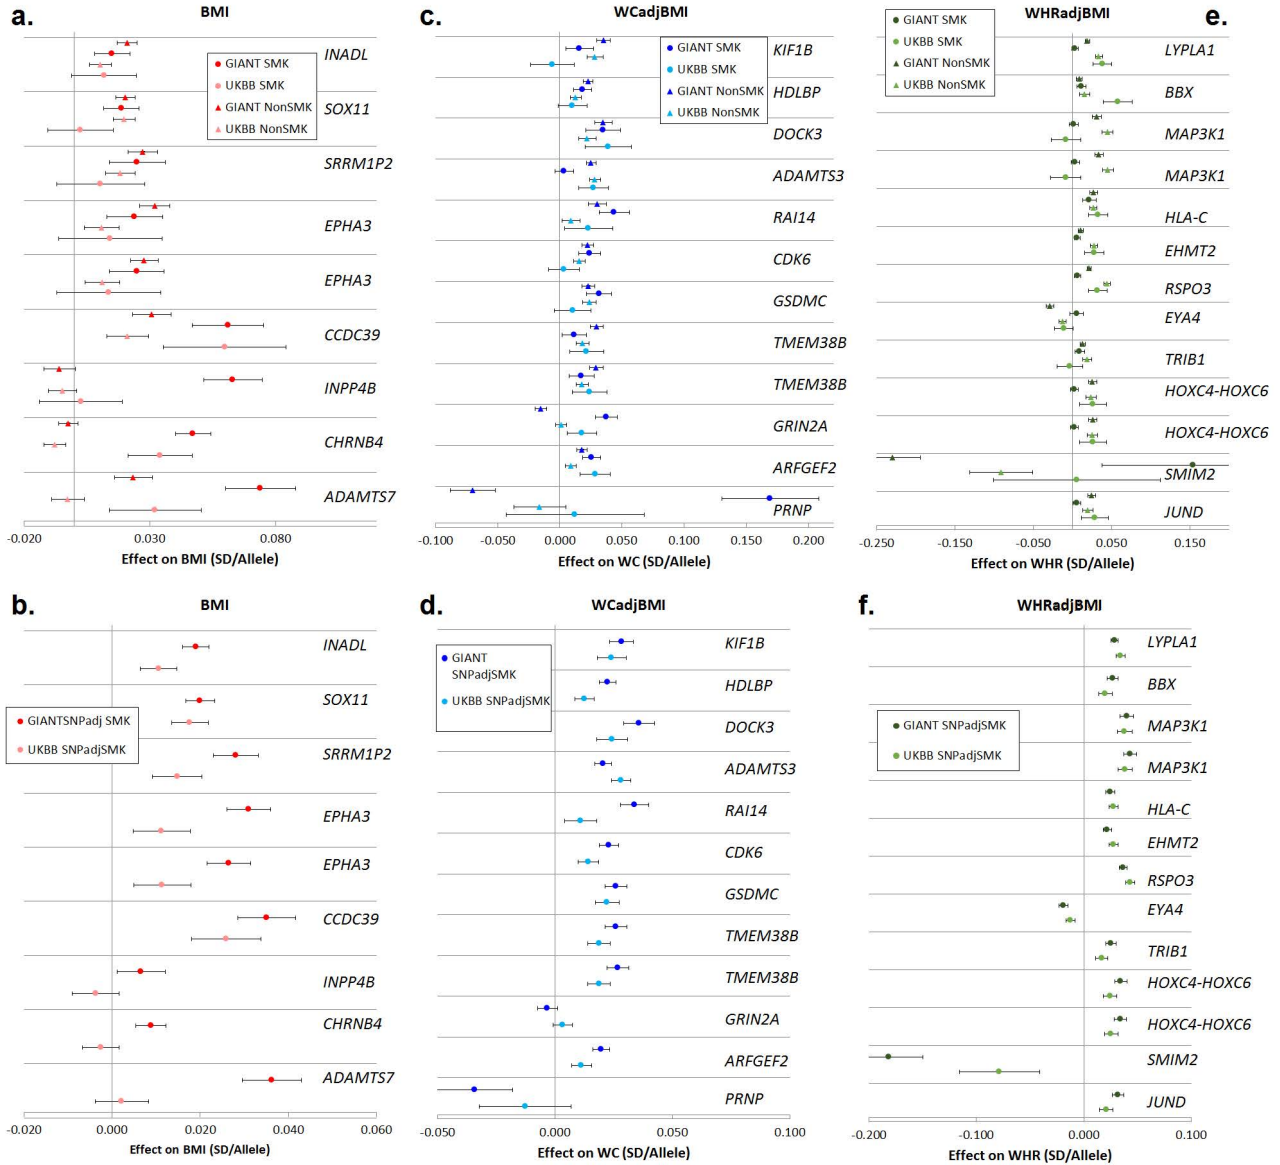 a.
BMI
INADL
GIANT SMK
UKBB SMK
GIANT NonSMK
UKBB NonSMK
SOX11
SRRM1P2
EPHA3
EPHA3
CCDC39
INPP4B
CHRNB4
ADAMTS7
-0.020
0.030
0.080
Effect on BMI (SD/Allele)
c.
WCadjBMI
KIF1B
GIANT SMK
UKBB SMK
GIANT NonSMK
UKBB NonSMK
HDLBP
DOCK3
ADAMTS3
RAI14
CDK6
GSDMC
TMEM38B
TMEM38B
GRIN2A
ARFGEF2
PRNP
-0.100
-0.050
0.000
0.050
0.100
0.150
0.200
Effect on WC (SD/Allele)
e.
WHRadjBMI
GIANT SMK
UKBB SMK
GIANT NonSMK
UKBB NonSMK
LYPLA1
BBX
MAP3K1
MAP3K1
HLA-C
EHMT2
RSPO3
EYA4
TRIB1
HOXC4-HOXC6
HOXC4-HOXC6
SMIM2
JUND
-0.250
-0.150
-0.050
0.050
0.150
Effect on WHR (SD/Allele)
b.
BMI
INADL
SOX11
GIANTSNPadj SMK
UKBB SNPadjSMK
SRRM1P2
EPHA3
EPHA3
CCDC39
INPP4B
CHRNB4
ADAMTS7
-0.020
0.000
0.020
0.040
0.060
Effect on BMI (SD/Allele)
d.
WCadjBMI
KIF1B
GIANT
SNPadjSMK
UKBB SNPadjSMK
HDLBP
DOCK3
ADAMTS3
RAI14
CDK6
GSDMC
TMEM38B
TMEM38B
GRIN2A
ARFGEF2
PRNP
-0.050
0.000
0.050
0.100
Effect on WC (SD/Allele)
f.
WHRadjBMI
LYPLA1
BBX
GIANT SNPadjSMK
UKBB SNPadjSMK
MAP3K1
MAP3K1
HLA-C
EHMT2
RSPO3
EYA4
TRIB1
HOXC4-HOXC6
HOXC4-HOXC6
SMIM2
JUND
-0.200
-0.100
0.000
0.100
Effect on WHR (SD/Allele)